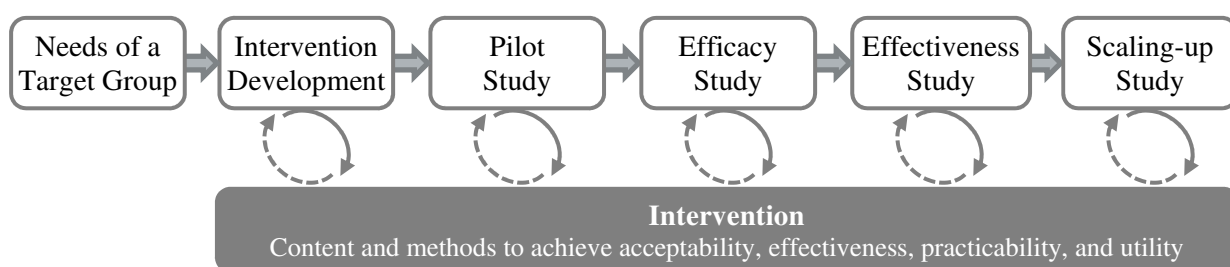 Needs of a
Target Group
Intervention
Development
Pilot
Study
Efficacy
Study
Effectiveness
Study
Scaling-up
Study
Intervention
Content and methods to achieve acceptability, effectiveness, practicability, and utility